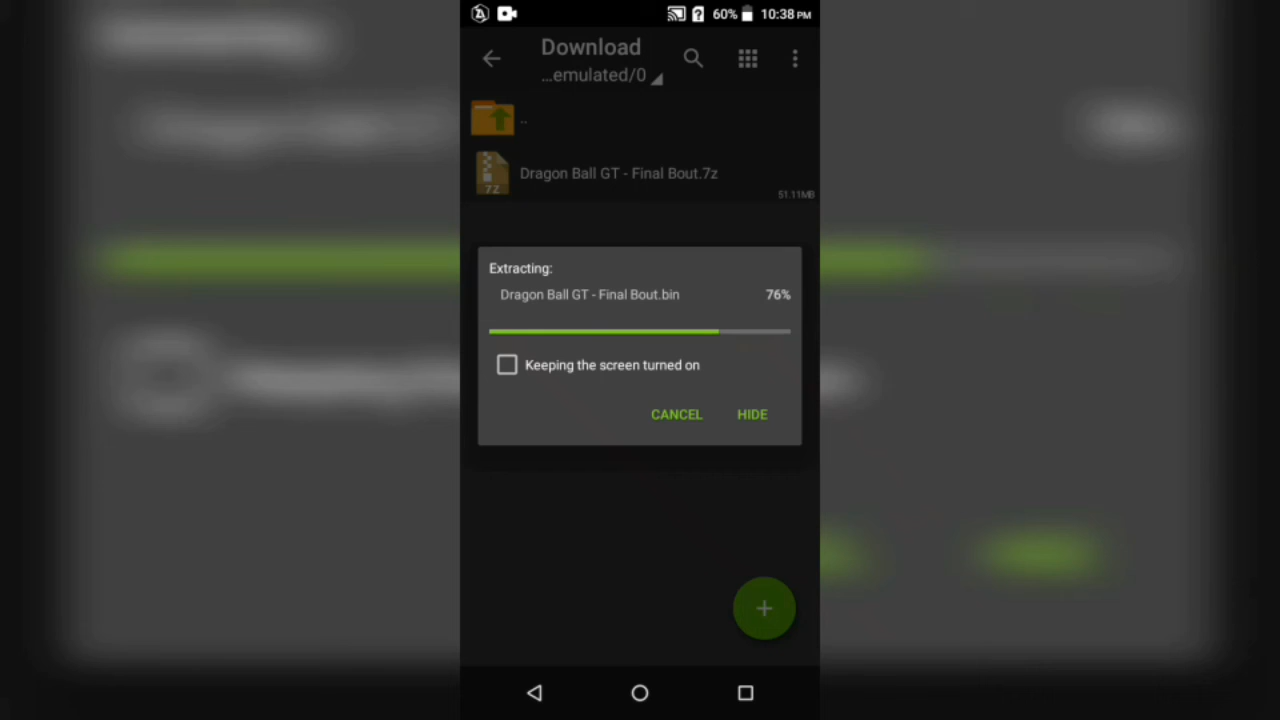 60% 10:38 PM
Download
...emulated/0
..
7Z
Dragon Ball GT - Final Bout.7z
51.11MB
Extracting:
Dragon Ball GT - Final Bout.bin 76%
Keeping the screen turned on
CANCEL HIDE